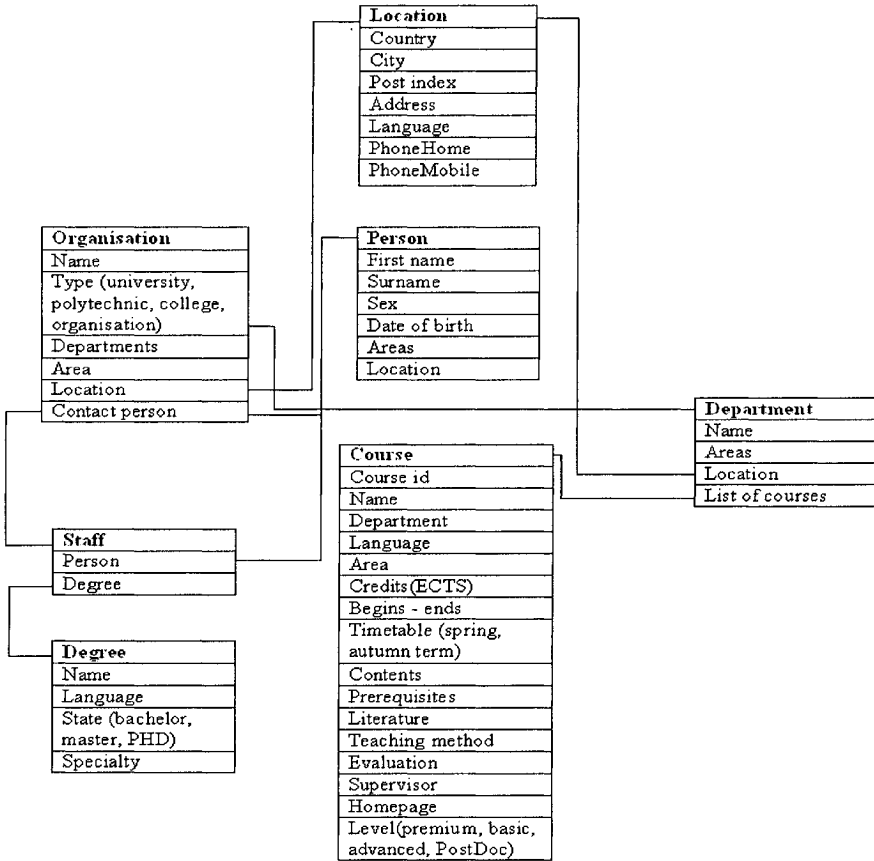 Location
Country
City
Post index
Address
Language
PhoneHome
PhoneMobile
Organisation
Name
Type (university,
polytechnic, college,
organisation)
Departments
Area
Location
Contact person
Person
First name
Surname
Sex
Date of birth
Areas
Location
Department
Name
Areas
Location
List of courses
Course
Course id
Name
Department
Language
Area
Credits(ECTS)
Begins - ends
Timetable (spring,
autumn term)
Contents
Prerequisites
Literature
Teaching method
Evaluation
Supervisor
Homepage
Level(premium, basic,
advanced, PostDoc)
Staff
Person
Degree
Degree
Name
Language
State (bachelor,
master, PHD)
Specialty